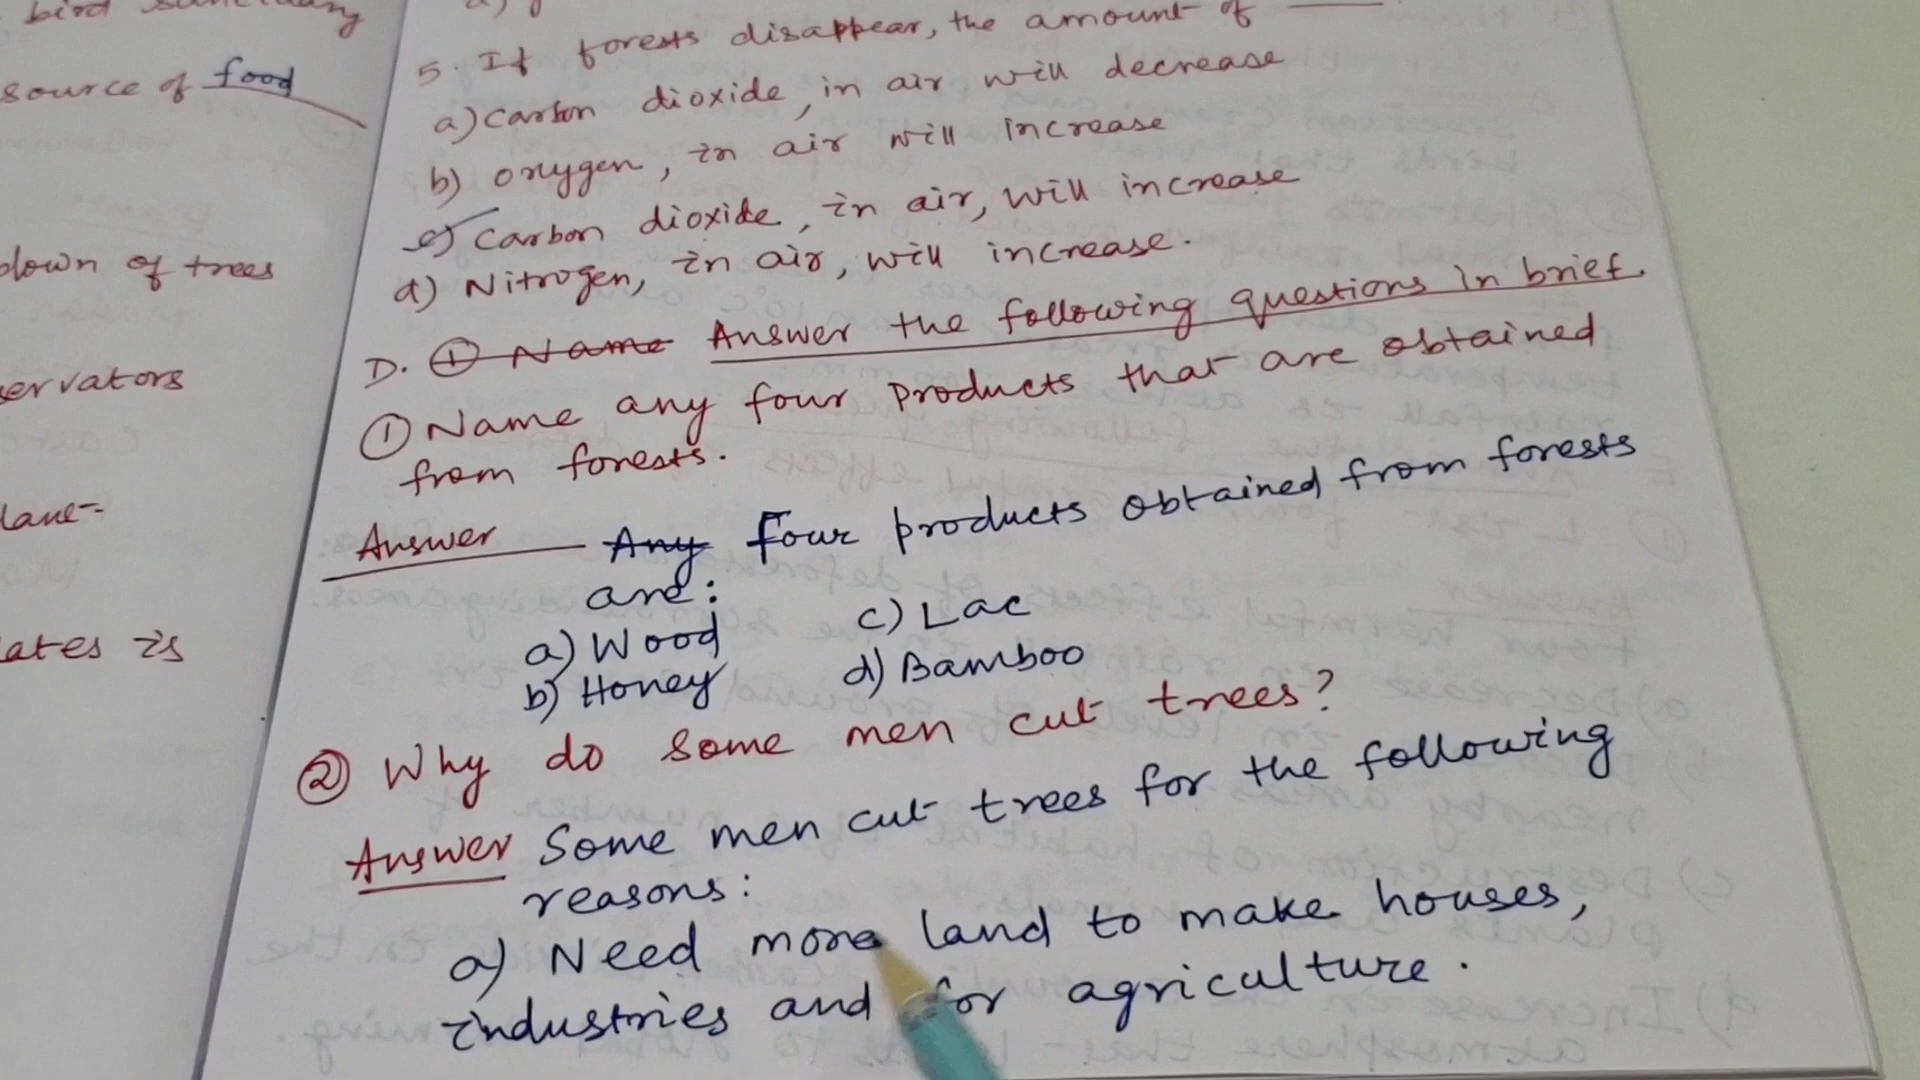 bird sanctuary
source of food
down of trees
ervators
ates is
5. If forests disappear, the amount of
a) Carbon dioxide, in air will decrease
b) oxygen, in air will increase
c) Carbon dioxide, in air, will increase
d) Nitrogen, in air, will increase.
D. ① Name Answer the following questions in brief.
① Name any four products that are obtained
from forests.
Answer Any Four products obtained from forests
are:
a) Wood c) Lac
b) Honey d) Bamboo
② Why do some men cut trees?
Answer Some men cut trees for the following
reasons:
a) Need more land to make houses,
industries and for agriculture.